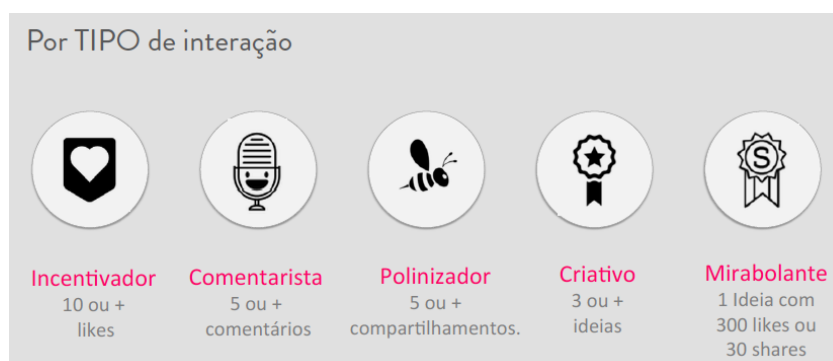 Por TIPO de interação
S
Incentivador
10 ou +
likes
Comentarista
5 ou +
comentários
Polinizador
5 ou +
compartilhamentos.
Criativo
3 ou +
ideias
Mirabolante
1 Ideia com
300 likes ou
30 shares